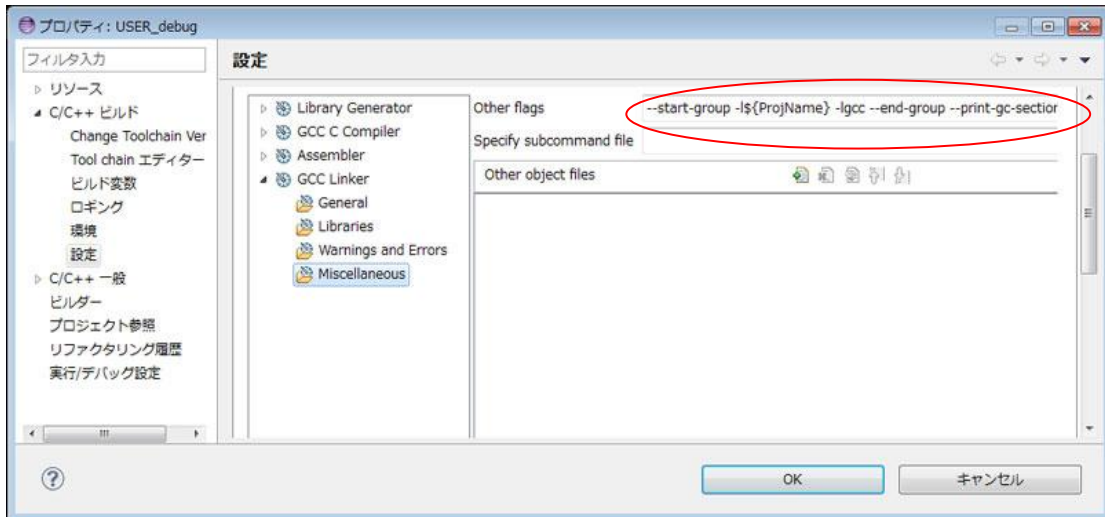 プロパティ: USER_debug
フィルタ入力
設定
リソース
C/C++ ビルド
Change Toolchain Ver
Tool chain エディター
ビルド変数
ロギング
環境
設定
C/C++ 一般
ビルダー
プロジェクト参照
リファクタリング履歴
実行/デバッグ設定
Library Generator
GCC C Compiler
Assembler
GCC Linker
General
Libraries
Warnings and Errors
Miscellaneous
Other flags --start-group -l${ProjName} -lgcc --end-group --print-gc-section
Specify subcommand file
Other object files
OK キャンセル